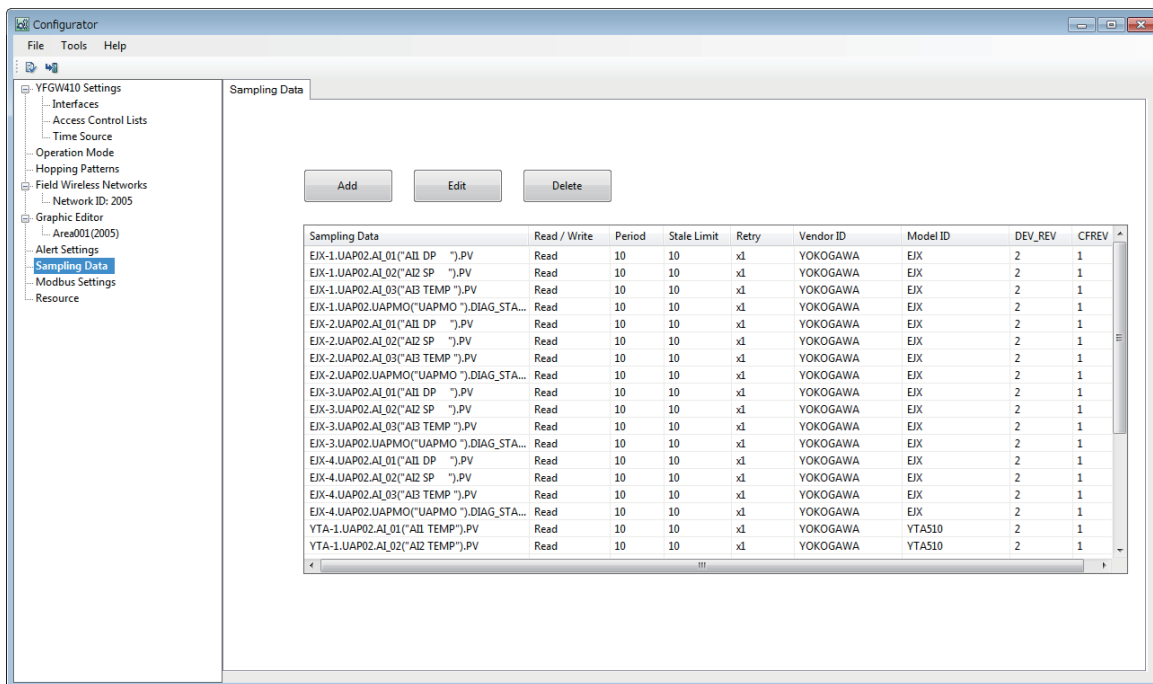 Configurator
File Tools Help
YFGW410 Settings
Interfaces
Access Control Lists
Time Source
Operation Mode
Hopping Patterns
Field Wireless Networks
Network ID: 2005
Graphic Editor
Area001(2005)
Alert Settings
Sampling Data
Modbus Settings
Resource
Sampling Data
Add Edit Delete
Sampling Data Read / Write Period Stale Limit Retry Vendor ID Model ID DEV_REV CFREV
EJX-1.UAP02.AI_01("AI1 DP ").PV Read 10 10 x1 YOKOGAWA EJX 2 1
EJX-1.UAP02.AI_02("AI2 SP ").PV Read 10 10 x1 YOKOGAWA EJX 2 1
EJX-1.UAP02.AI_03("AI3 TEMP ").PV Read 10 10 x1 YOKOGAWA EJX 2 1
EJX-1.UAP02.UAPMO("UAPMO ").DIAG_STA... Read 10 10 x1 YOKOGAWA EJX 2 1
EJX-2.UAP02.AI_01("AI1 DP ").PV Read 10 10 x1 YOKOGAWA EJX 2 1
EJX-2.UAP02.AI_02("AI2 SP ").PV Read 10 10 x1 YOKOGAWA EJX 2 1
EJX-2.UAP02.AI_03("AI3 TEMP ").PV Read 10 10 x1 YOKOGAWA EJX 2 1
EJX-2.UAP02.UAPMO("UAPMO ").DIAG_STA... Read 10 10 x1 YOKOGAWA EJX 2 1
EJX-3.UAP02.AI_01("AI1 DP ").PV Read 10 10 x1 YOKOGAWA EJX 2 1
EJX-3.UAP02.AI_02("AI2 SP ").PV Read 10 10 x1 YOKOGAWA EJX 2 1
EJX-3.UAP02.AI_03("AI3 TEMP ").PV Read 10 10 x1 YOKOGAWA EJX 2 1
EJX-3.UAP02.UAPMO("UAPMO ").DIAG_STA... Read 10 10 x1 YOKOGAWA EJX 2 1
EJX-4.UAP02.AI_01("AI1 DP ").PV Read 10 10 x1 YOKOGAWA EJX 2 1
EJX-4.UAP02.AI_02("AI2 SP ").PV Read 10 10 x1 YOKOGAWA EJX 2 1
EJX-4.UAP02.AI_03("AI3 TEMP ").PV Read 10 10 x1 YOKOGAWA EJX 2 1
EJX-4.UAP02.UAPMO("UAPMO ").DIAG_STA... Read 10 10 x1 YOKOGAWA EJX 2 1
YTA-1.UAP02.AI_01("AI1 TEMP").PV Read 10 10 x1 YOKOGAWA YTA510 2 1
YTA-1.UAP02.AI_02("AI2 TEMP").PV Read 10 10 x1 YOKOGAWA YTA510 2 1